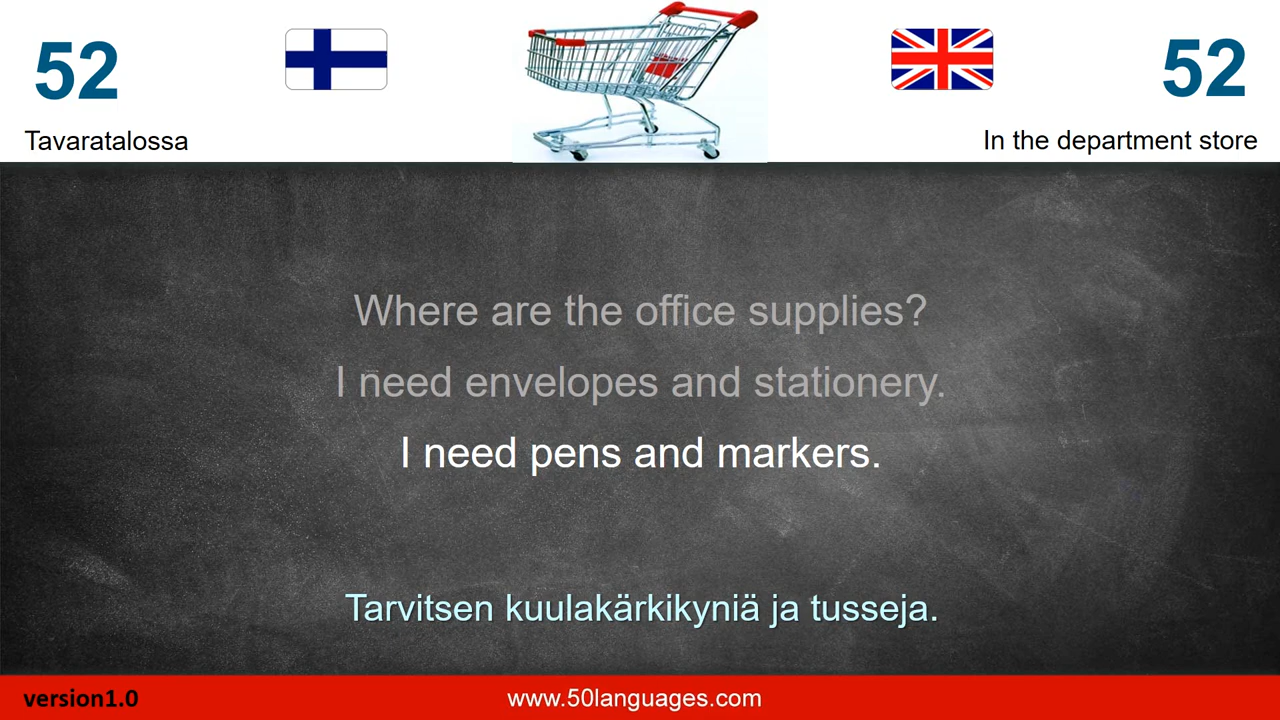 52
52
Tavaratalossa
In the department store
Where are the office supplies?
I need envelopes and stationery.
I need pens and markers.
Tarvitsen kuulakärkikyniä ja tusseja.
version1.0
www.50languages.com